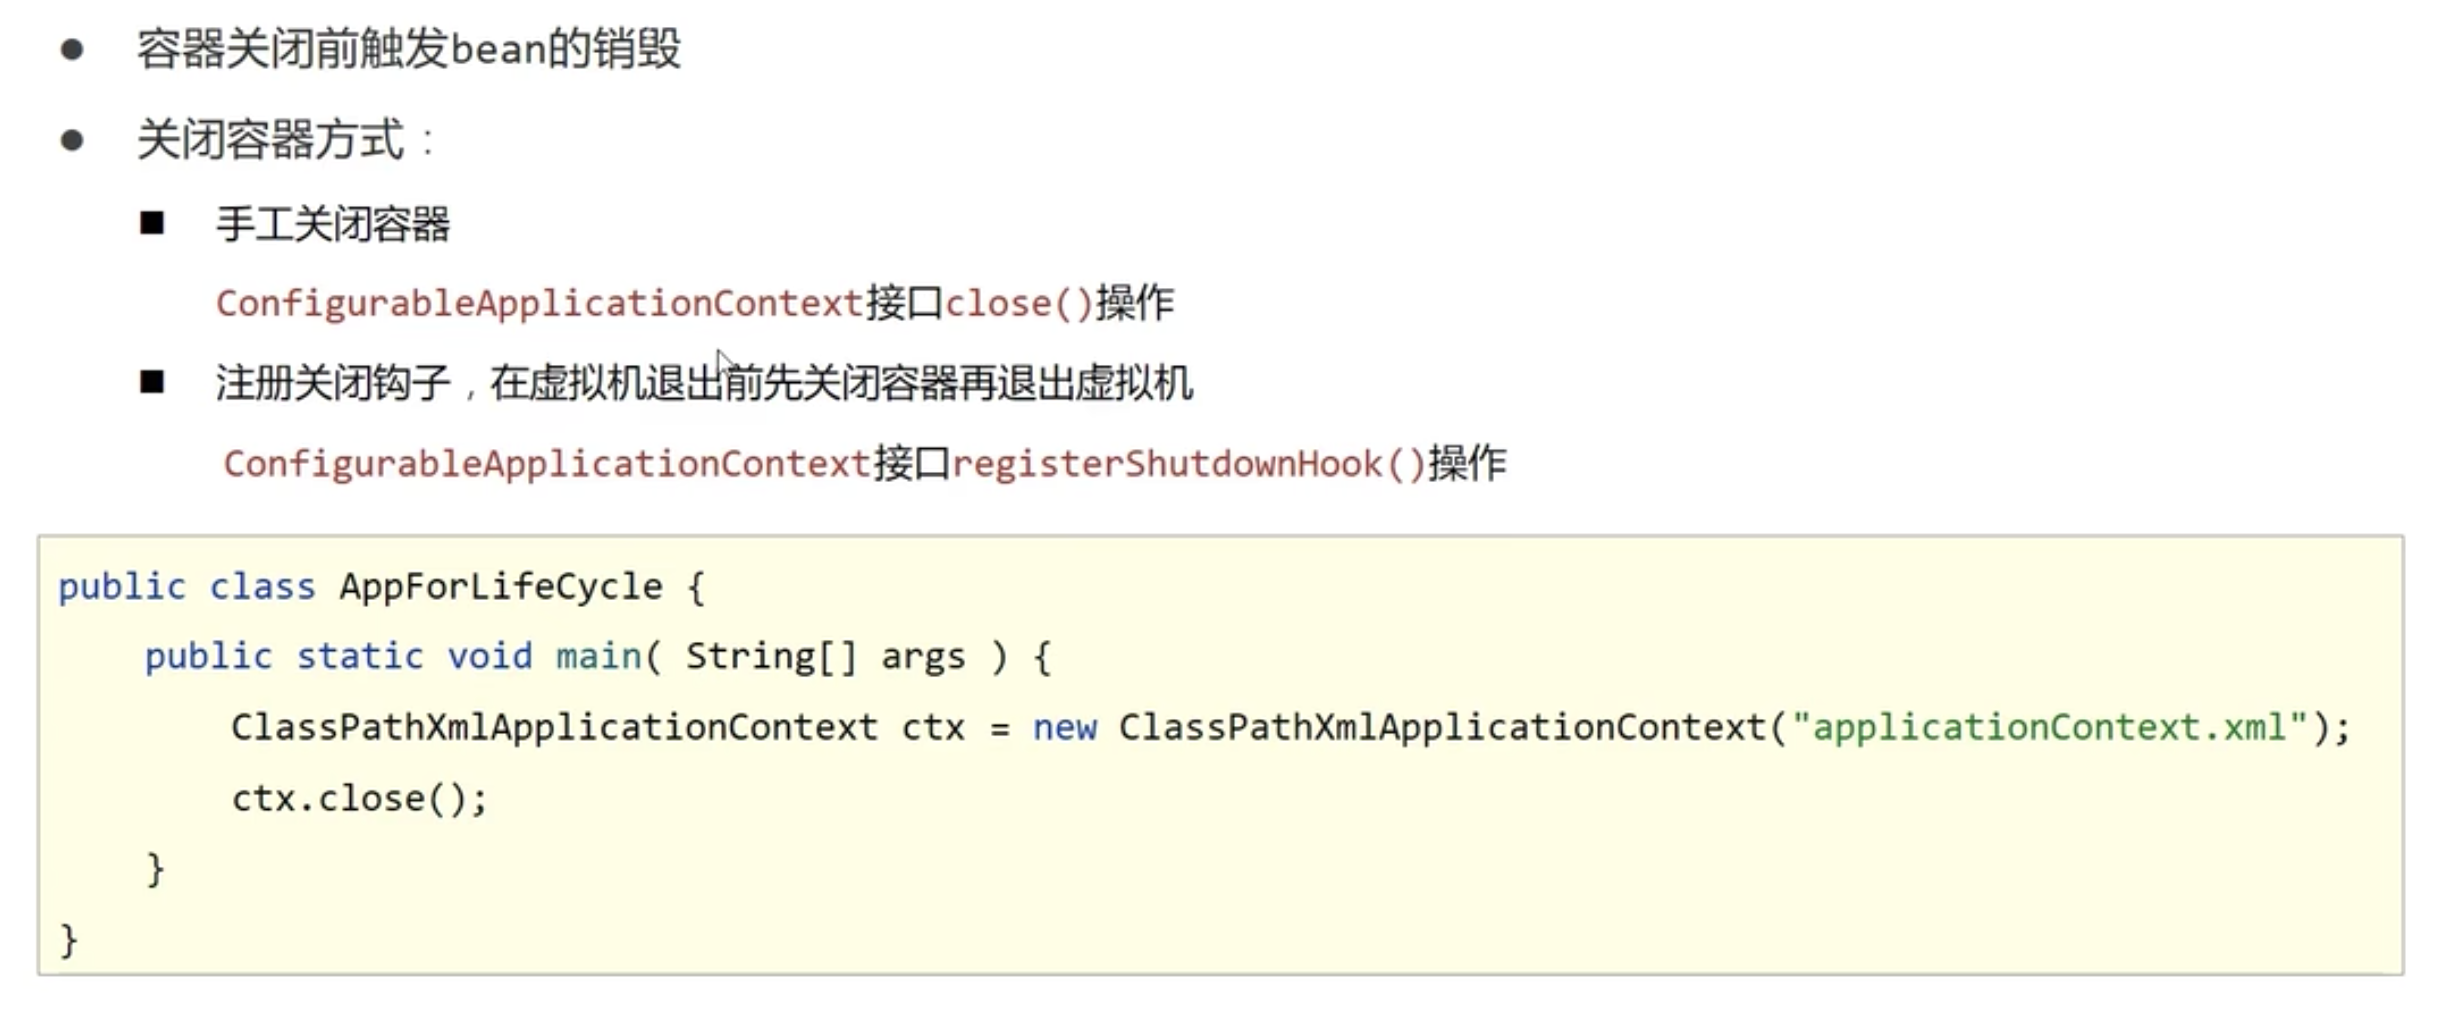 ● 容器关闭前触发bean的销毁
● 关闭容器方式：
■ 手工关闭容器
ConfigurableApplicationContext接口close()操作
■ 注册关闭钩子，在虚拟机退出前先关闭容器再退出虚拟机
ConfigurableApplicationContext接口registerShutdownHook()操作
public class AppForLifeCycle {
    public static void main( String[] args ) {
        ClassPathXmlApplicationContext ctx = new ClassPathXmlApplicationContext("applicationContext.xml");
        ctx.close();
    }
}